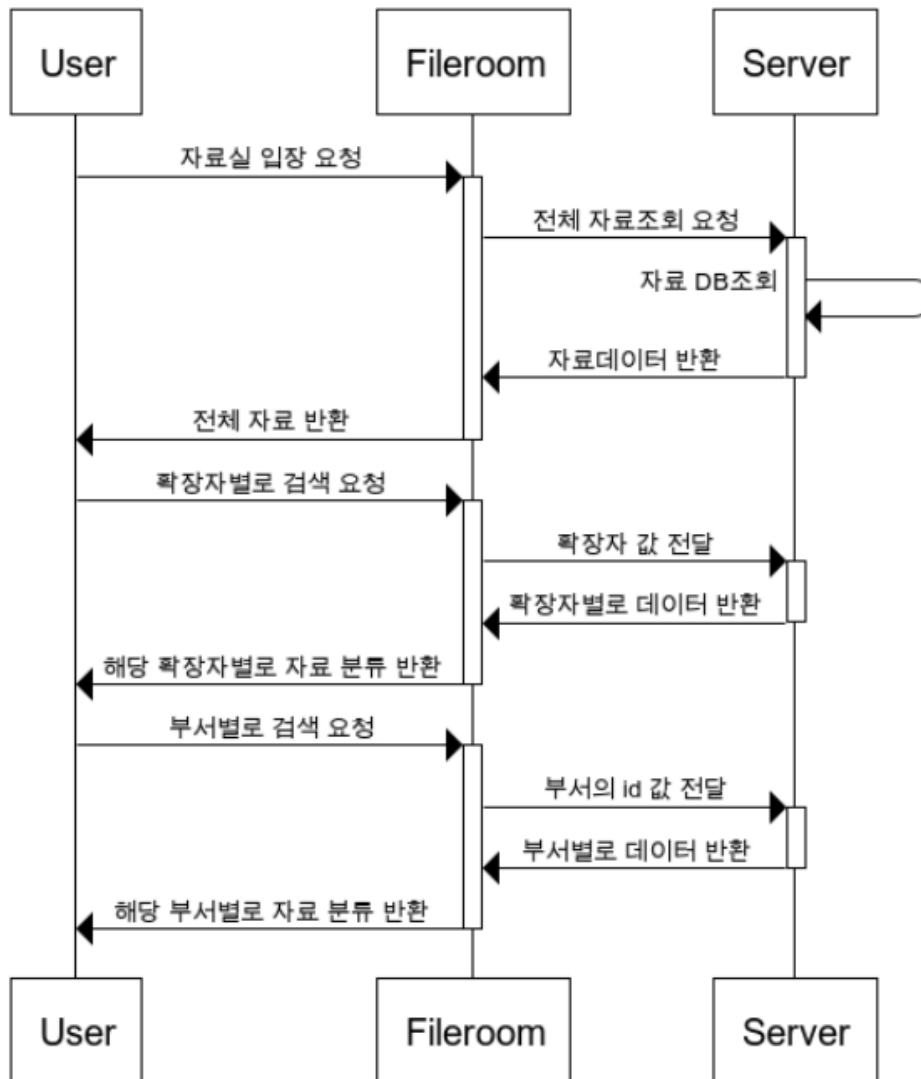 User
Fileroom
Server
자료실 입장 요청
전체 자료조회 요청
자료 DB조회
자료데이터 반환
전체 자료 반환
확장자별로 검색 요청
확장자 값 전달
확장자별로 데이터 반환
해당 확장자별로 자료 분류 반환
부서별로 검색 요청
부서의 id 값 전달
부서별로 데이터 반환
해당 부서별로 자료 분류 반환
User
Fileroom
Server